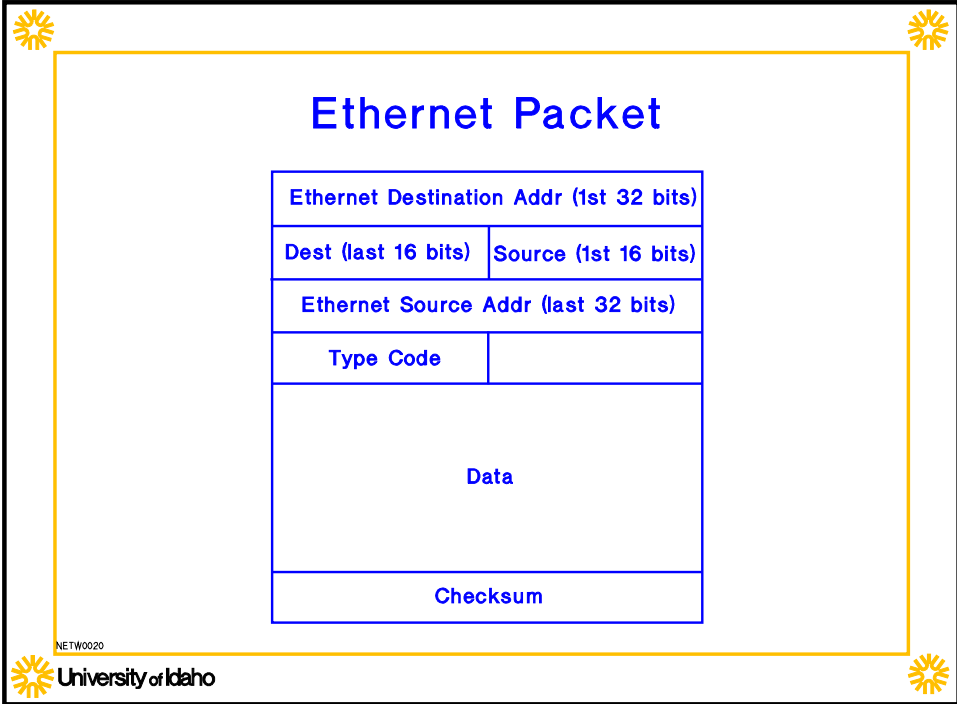 Ethernet Packet
Ethernet Destination Addr (1st 32 bits)
Dest (last 16 bits)
Source (1st 16 bits)
Ethernet Source Addr (last 32 bits)
Type Code
Data
Checksum
NETW0020
University of Idaho